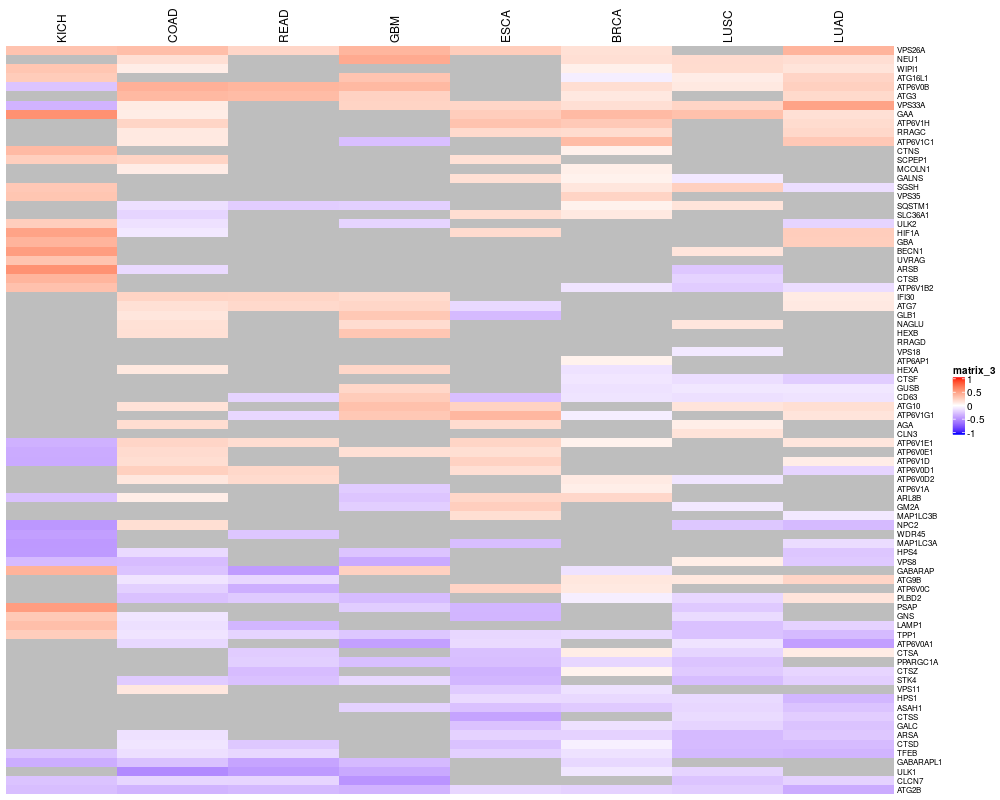 KICH COAD READ GBM ESCA BRCA LUSC LUAD
VPS26A
NEU1
WIPI1
ATG16L1
ATP6V0B
ATG3
VPS33A
GAA
ATP6V1H
RRAGC
ATP6V1C1
CTNS
SCPEP1
MCOLN1
GALNS
SGSH
VPS35
SQSTM1
SLC36A1
ULK2
HIF1A
GBA
BECN1
UVRAG
ARSB
CTSB
ATP6V1B2
IFI30
ATG7
GLB1
NAGLU
HEXB
RRAGD
VPS18
ATP6AP1
HEXA
CTSF
GUSB
CD63
ATG10
ATP6V1G1
AGA
CLN3
ATP6V1E1
ATP6V0E1
ATP6V1D
ATP6V0D1
ATP6V0D2
ATP6V1A
ARL8B
GM2A
MAP1LC3B
NPC2
WDR45
MAP1LC3A
HPS4
VPS8
GABARAP
ATG9B
ATP6V0C
PLBD2
PSAP
GNS
LAMP1
TPP1
ATP6V0A1
CTSA
PPARGC1A
CTSZ
STK4
VPS11
HPS1
ASAH1
CTSS
GALC
ARSA
CTSD
TFEB
GABARAPL1
ULK1
CLCN7
ATG2B
matrix_3
1
0.5
0
-0.5
-1